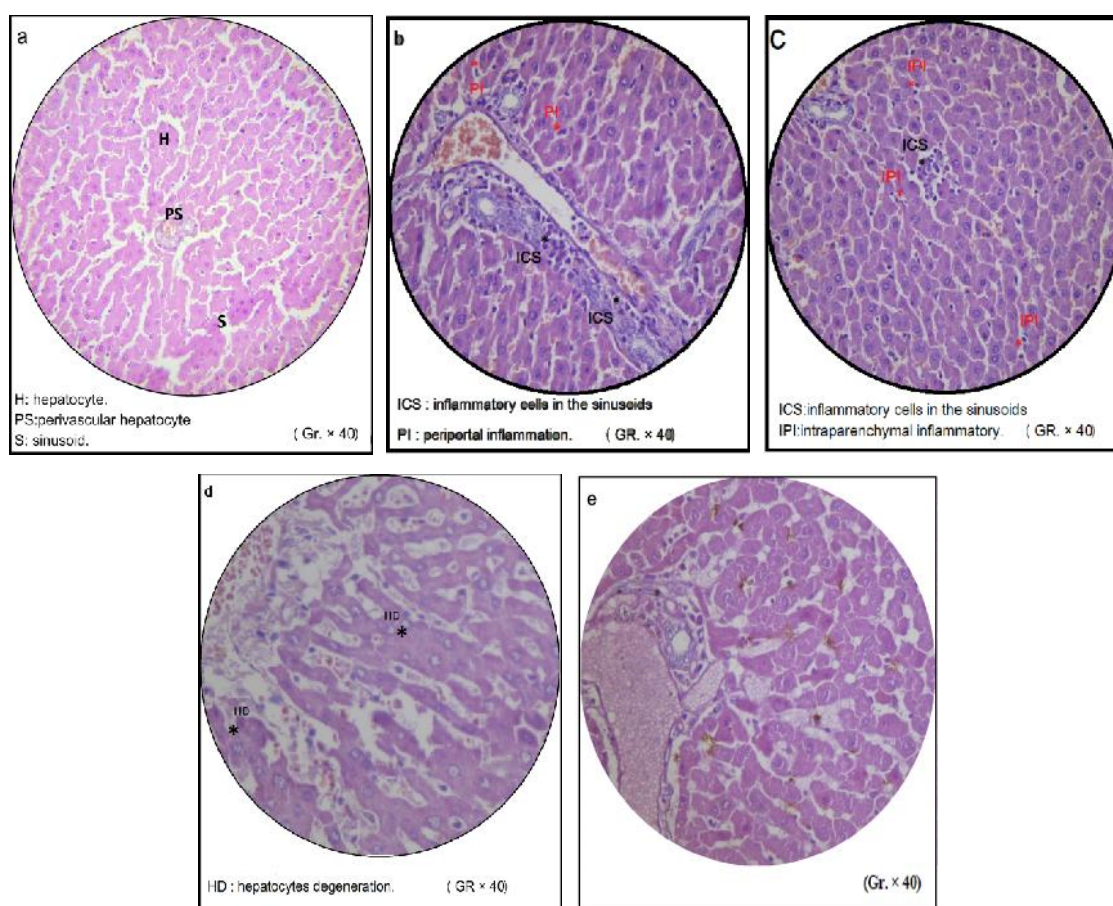 a
H
PS
S
H: hepatocyte.
PS:perivascular hepatocyte
S: sinusoid.
( Gr. × 40)
b
PI
PI
ICS
ICS
ICS : inflammatory cells in the sinusoids
PI : periportal inflammation. ( GR. × 40)
C
IPI
ICS
IPI
IPI
ICS:inflammatory cells in the sinusoids
IPI:intraparenchymal inflammatory. ( GR. × 40)
d
HD
*
HD
*
HD : hepatocytes degeneration. ( GR × 40)
e
(Gr. × 40)